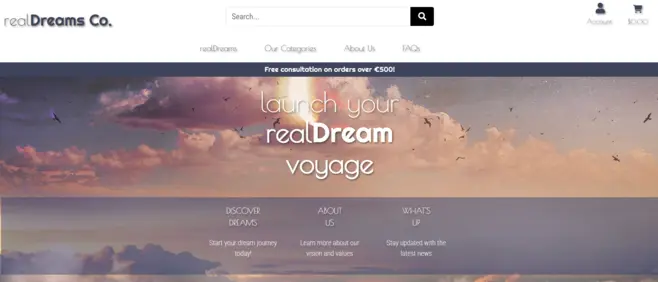 realDreams Co.
Search...
Account
$0.00
realDreams
Our Categories
About Us
FAQs
Free consultation on orders over €500!
launch your
realDream
voyage
DISCOVER
DREAMS
Start your dream journey
today!
ABOUT
US
Learn more about our
vision and values
WHAT'S
UP
Stay updated with the
latest news